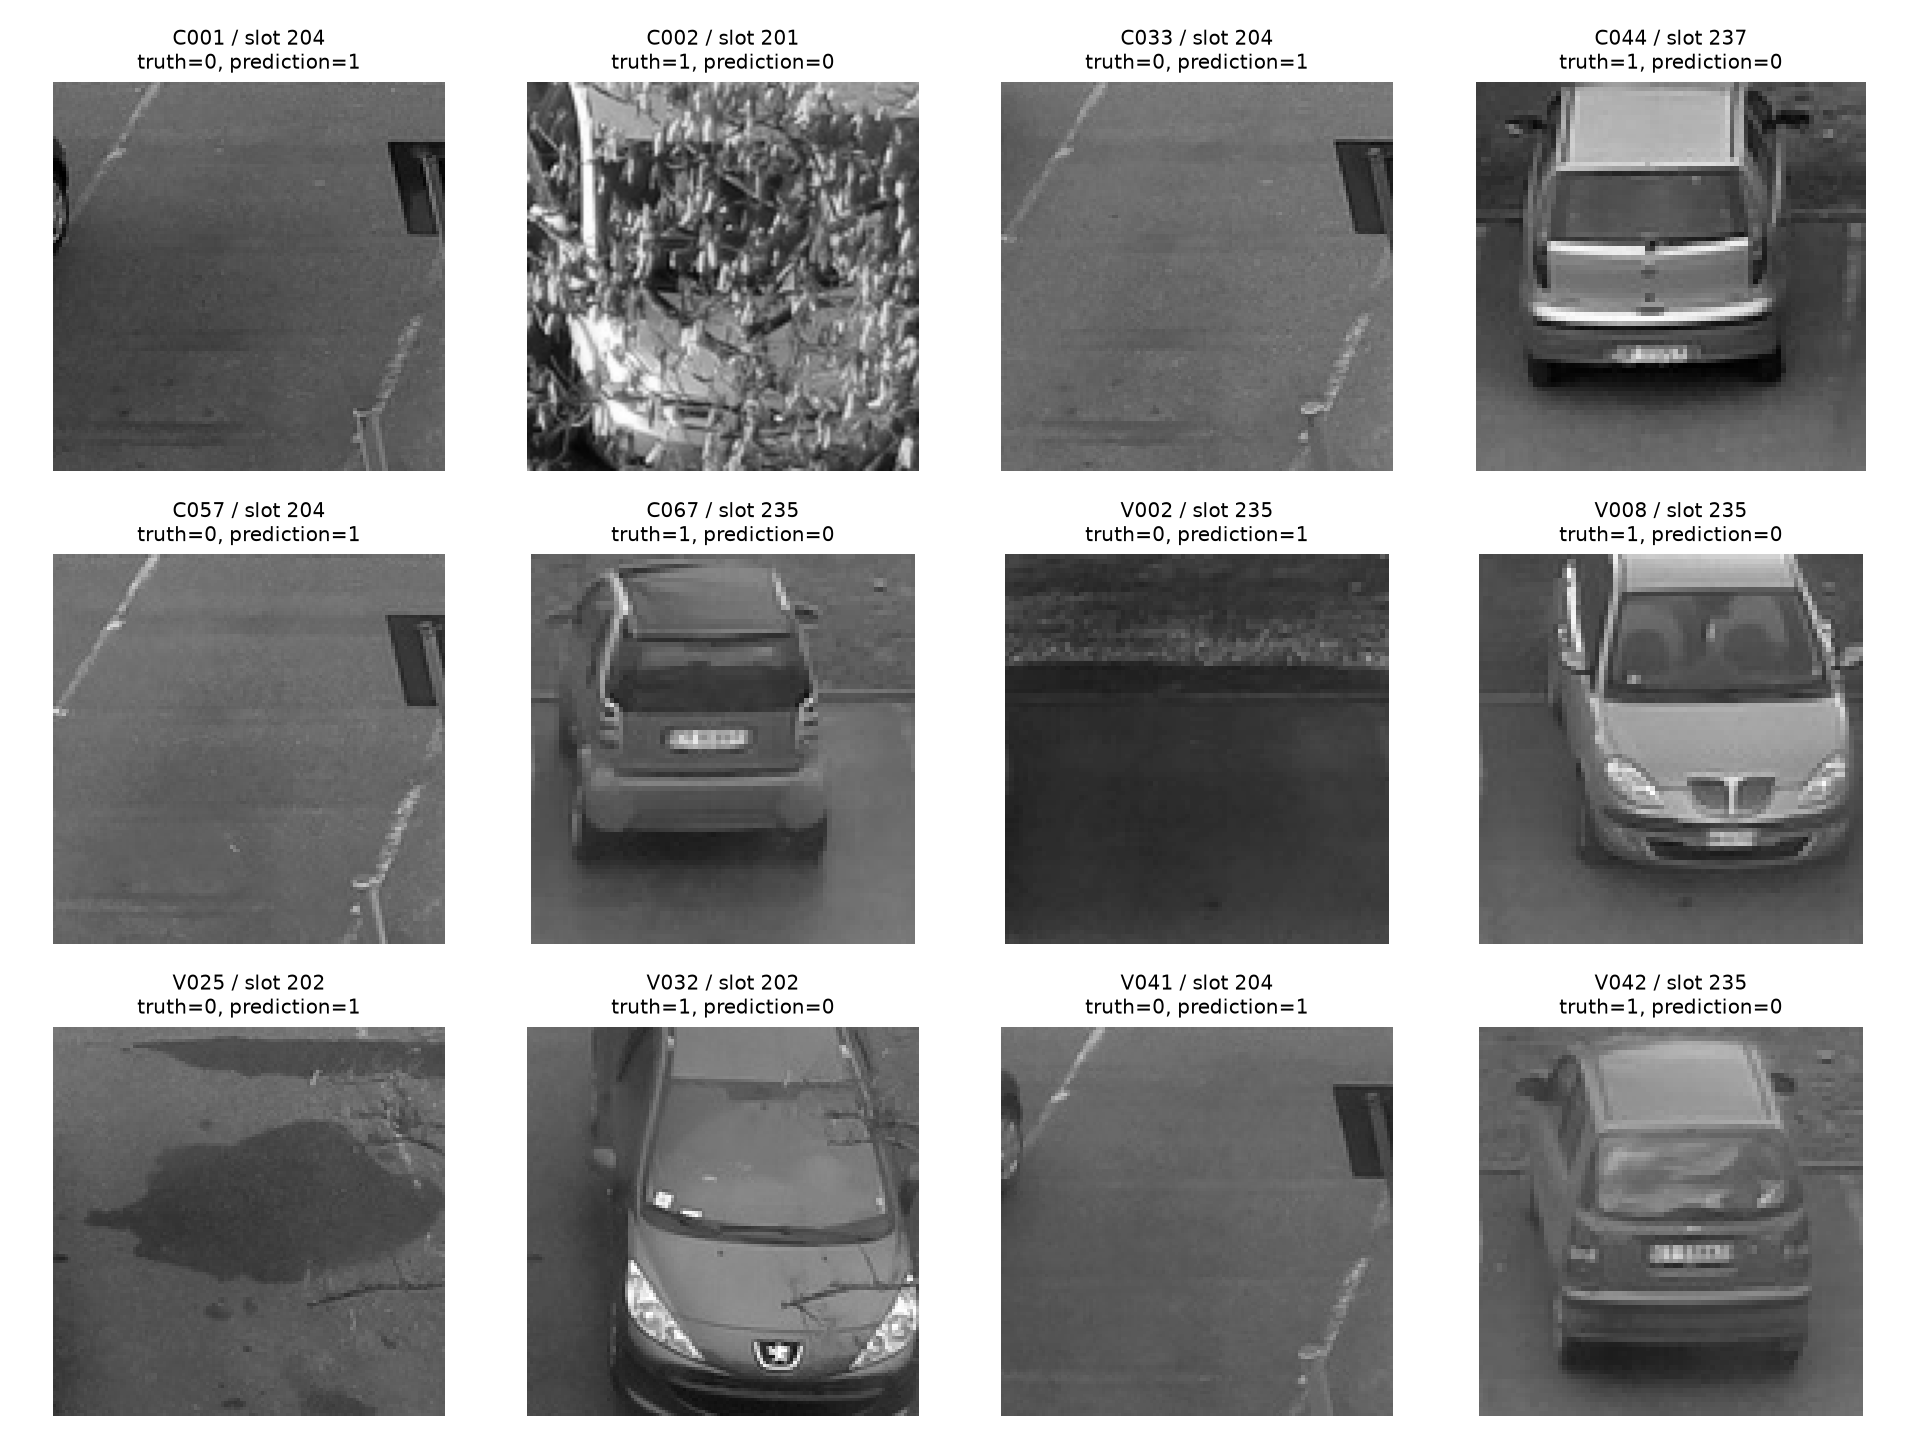 C001 / slot 204
truth=0, prediction=1
C002 / slot 201
truth=1, prediction=0
C033 / slot 204
truth=0, prediction=1
C044 / slot 237
truth=1, prediction=0
C057 / slot 204
truth=0, prediction=1
C067 / slot 235
truth=1, prediction=0
V002 / slot 235
truth=0, prediction=1
V008 / slot 235
truth=1, prediction=0
V025 / slot 202
truth=0, prediction=1
V032 / slot 202
truth=1, prediction=0
V041 / slot 204
truth=0, prediction=1
V042 / slot 235
truth=1, prediction=0